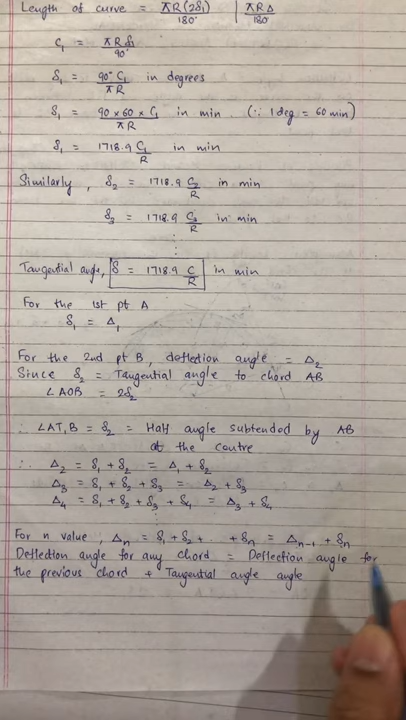 Length of curve = πR(2δ₁)/180° | πRΔ/180°
C₁ = πRδ₁/90°
δ₁ = 90°C₁/πR in degrees
δ₁ = 90 x 60 x C₁/πR in min. (∵ 1 deg = 60 min)
δ₁ = 1718.9 C₁/R in min
Similarly, δ₂ = 1718.9 C₂/R in min
δ₃ = 1718.9 C₃/R in min
⋮
Tangential angle, δ = 1718.9 C/R in min
For the 1st pt A
δ₁ = Δ₁
For the 2nd pt B, deflection angle = Δ₂
Since δ₂ = Tangential angle to chord AB
∠AOB = 2δ₂
∴ ∠AT₁B = δ₂ = Half angle subtended by AB
at the centre
∴ Δ₂ = δ₁ + δ₂ = Δ₁ + δ₂
Δ₃ = δ₁ + δ₂ + δ₃ = Δ₂ + δ₃
Δ₄ = δ₁ + δ₂ + δ₃ + δ₄ = Δ₃ + δ₄
⋮
For n value, Δₙ = δ₁ + δ₂ + . . + δₙ = Δₙ₋₁ + δₙ
Deflection angle for any chord = Deflection angle for
the previous chord + Tangential angle angle